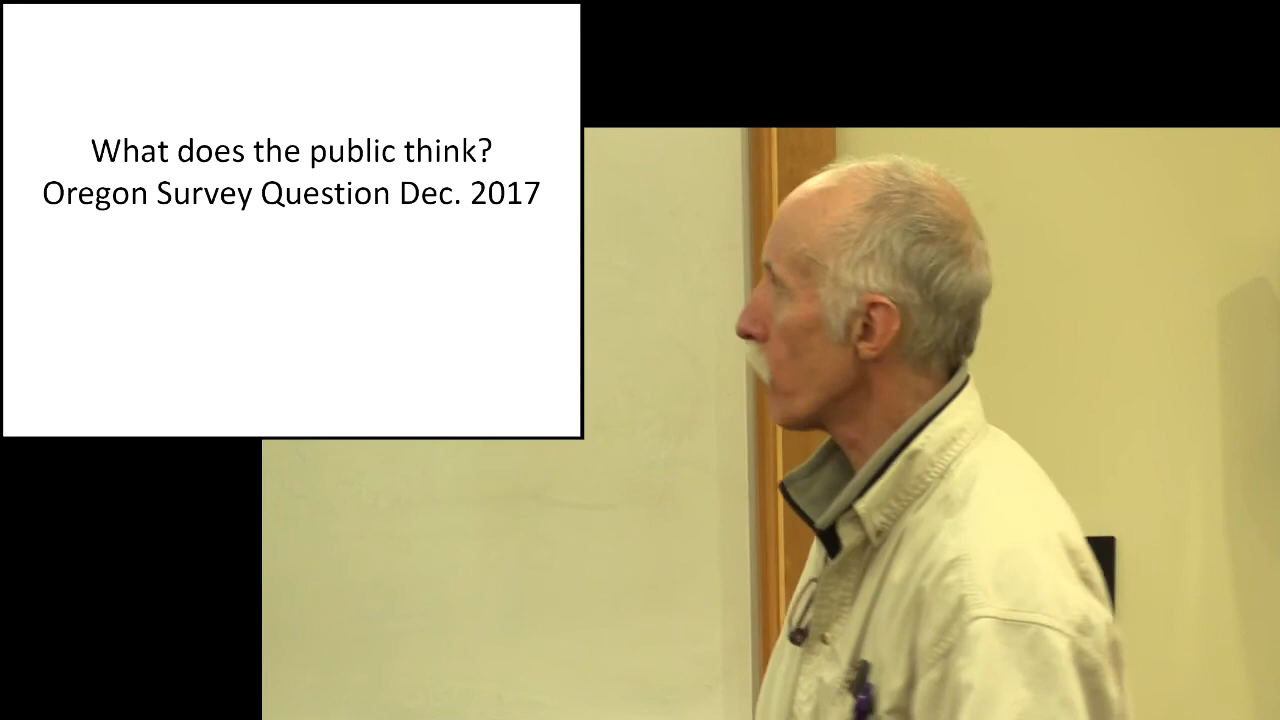 What does the public think?
Oregon Survey Question Dec. 2017